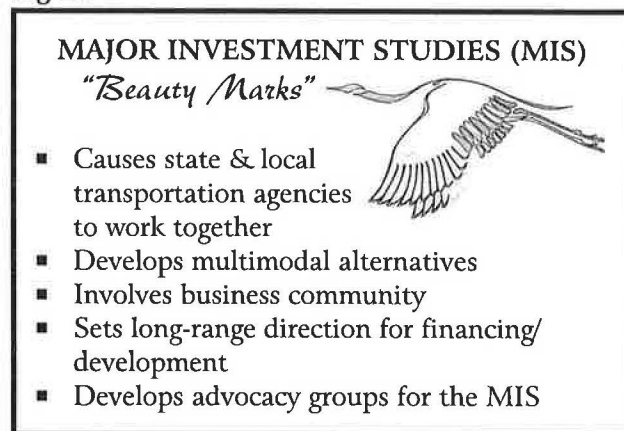 MAJOR INVESTMENT STUDIES (MIS)
"Beauty Marks"
▪ Causes state & local
transportation agencies
to work together
▪ Develops multimodal alternatives
▪ Involves business community
▪ Sets long-range direction for financing/
development
▪ Develops advocacy groups for the MIS